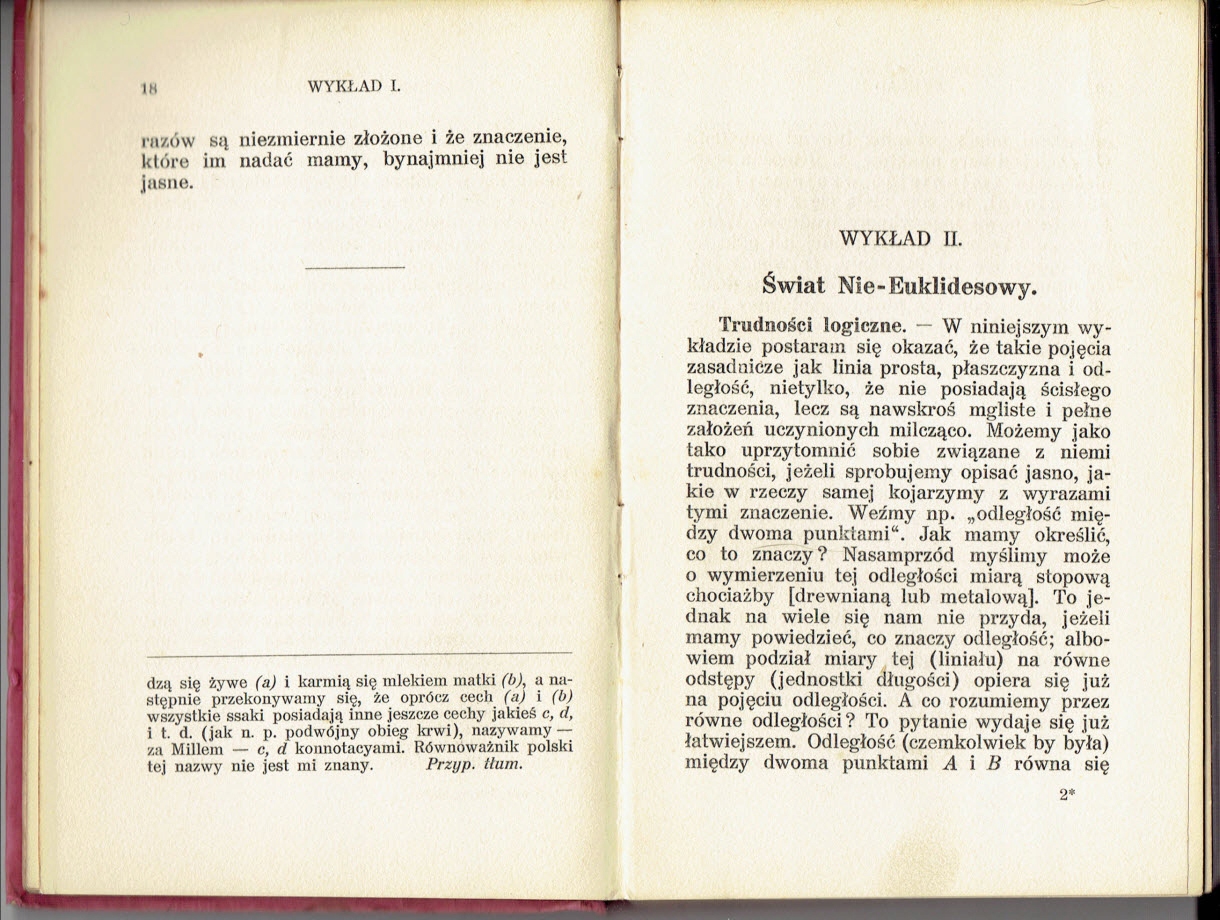 18 WYKŁAD I.
razów są niezmiernie złożone i że znaczenie,
które im nadać mamy, bynajmniej nie jest
jasne.
dzą się żywe (a) i karmią się mlekiem matki (b), a na-
stępnie przekonywamy się, że oprócz cech (a) i (b)
wszystkie ssaki posiadają inne jeszcze cechy jakieś c, d,
i t. d. (jak n. p. podwójny obieg krwi), nazywamy —
za Millem — c, d konnotacyami. Równoważnik polski
tej nazwy nie jest mi znany. Przyp. tłum.
WYKŁAD II.
Świat Nie-Euklidesowy.
Trudności logiczne. — W niniejszym wy-
kładzie postaram się okazać, że takie pojęcia
zasadnicze jak linia prosta, płaszczyzna i od-
ległość, nietylko, że nie posiadają ścisłego
znaczenia, lecz są nawskroś mgliste i pełne
założeń uczynionych milcząco. Możemy jako
tako uprzytomnić sobie związane z niemi
trudności, jeżeli sprobujemy opisać jasno, ja-
kie w rzeczy samej kojarzymy z wyrazami
tymi znaczenie. Weźmy np. „odległość mię-
dzy dwoma punktami“. Jak mamy określić,
co to znaczy? Nasamprzód myślimy może
o wymierzeniu tej odległości miarą stopową
chociażby [drewnianą lub metalową]. To je-
dnak na wiele się nam nie przyda, jeżeli
mamy powiedzieć, co znaczy odległość; albo-
wiem podział miary tej (liniału) na równe
odstępy (jednostki długości) opiera się już
na pojęciu odległości. A co rozumiemy przez
równe odległości? To pytanie wydaje się już
łatwiejszem. Odległość (czemkolwiek by była)
między dwoma punktami A i B równa się
2*